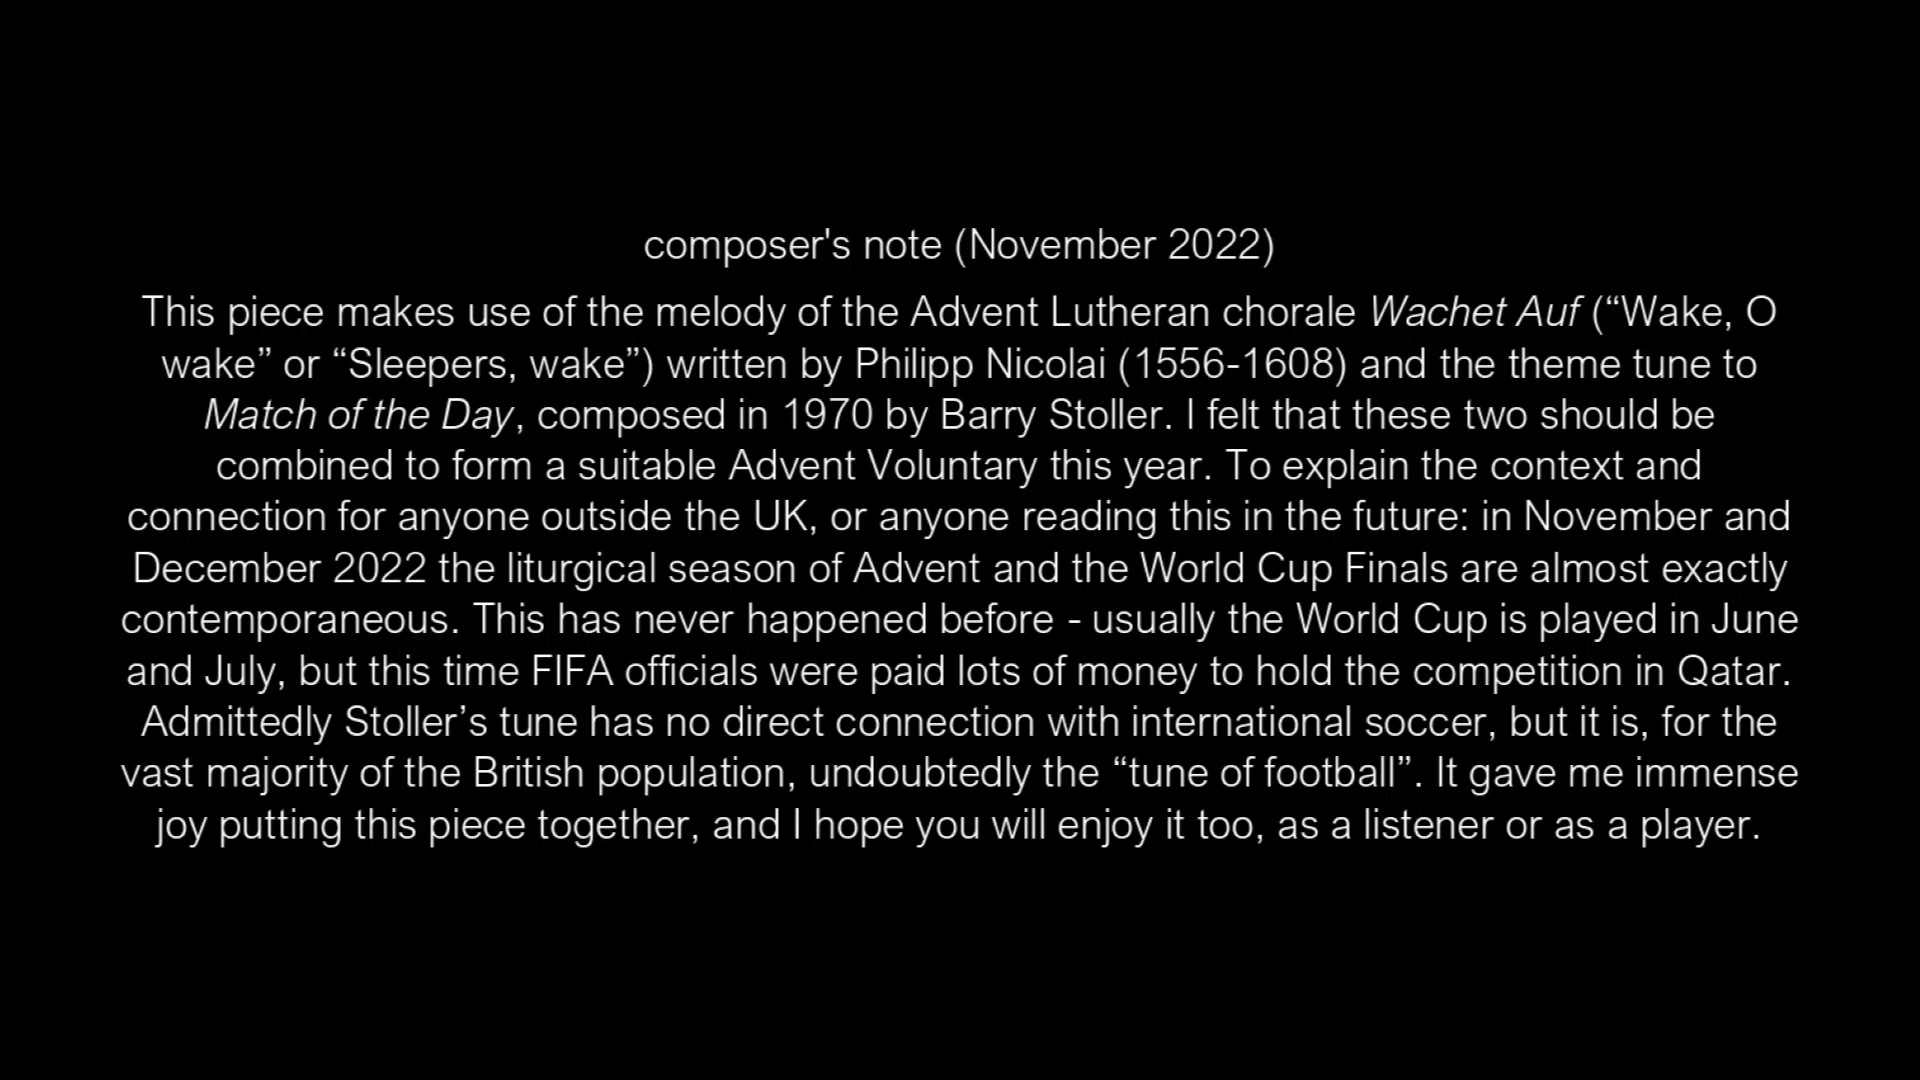 composer's note (November 2022)
This piece makes use of the melody of the Advent Lutheran chorale Wachet Auf (“Wake, O
wake” or “Sleepers, wake”) written by Philipp Nicolai (1556-1608) and the theme tune to
Match of the Day, composed in 1970 by Barry Stoller. I felt that these two should be
combined to form a suitable Advent Voluntary this year. To explain the context and
connection for anyone outside the UK, or anyone reading this in the future: in November and
December 2022 the liturgical season of Advent and the World Cup Finals are almost exactly
contemporaneous. This has never happened before - usually the World Cup is played in June
and July, but this time FIFA officials were paid lots of money to hold the competition in Qatar.
Admittedly Stoller’s tune has no direct connection with international soccer, but it is, for the
vast majority of the British population, undoubtedly the “tune of football”. It gave me immense
joy putting this piece together, and I hope you will enjoy it too, as a listener or as a player.